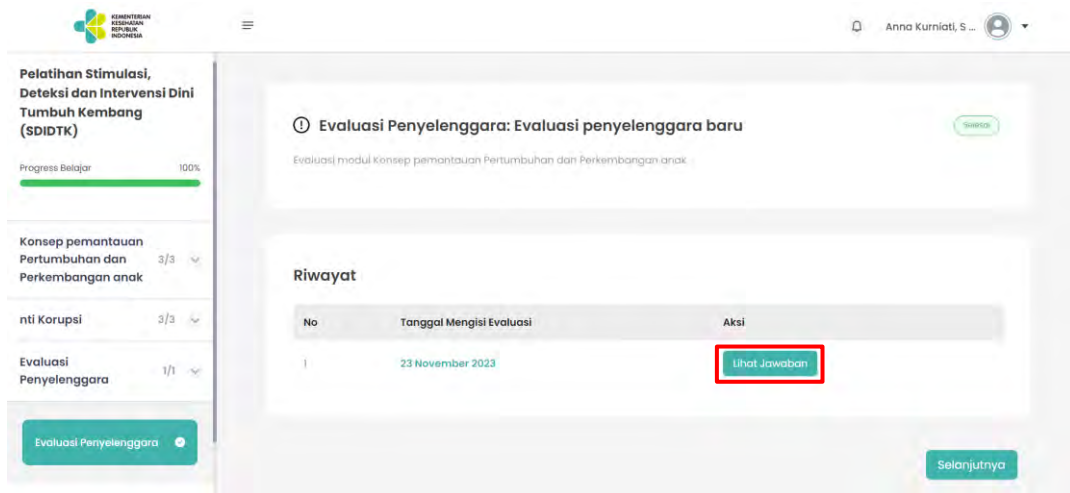 KEMENTERIAN
KESEHATAN
REPUBLIK
INDONESIA
Anna Kurniati, S ...
Pelatihan Stimulasi,
Deteksi dan Intervensi Dini
Tumbuh Kembang
(SDIDTK)
Progress Belajar 100%
Konsep pemantauan
Pertumbuhan dan 3/3
Perkembangan anak
nti Korupsi 3/3
Evaluasi
Penyelenggara 1/1
Evaluasi Penyelenggara
Evaluasi Penyelenggara: Evaluasi penyelenggara baru
Selesai
Evaluasi modul Konsep pemantauan Pertumbuhan dan Perkembangan anak
Riwayat
No Tanggal Mengisi Evaluasi Aksi
1 23 November 2023 Lihat Jawaban
Selanjutnya